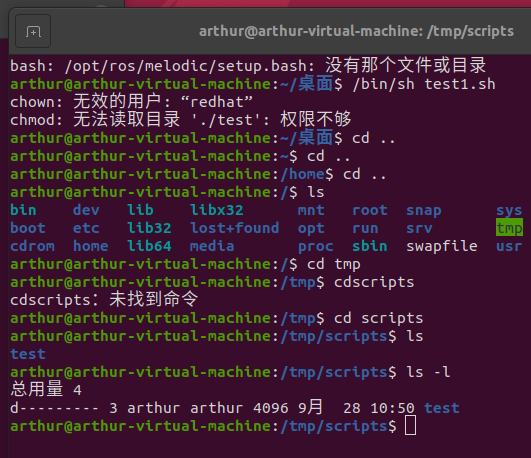 arthur@arthur-virtual-machine: /tmp/scripts
bash: /opt/ros/melodic/setup.bash: 没有那个文件或目录
arthur@arthur-virtual-machine:~/桌面$ /bin/sh test1.sh
chown: 无效的用户: “redhat”
chmod: 无法读取目录 './test': 权限不够
arthur@arthur-virtual-machine:~/桌面$ cd ..
arthur@arthur-virtual-machine:~$ cd ..
arthur@arthur-virtual-machine:/home$ cd ..
arthur@arthur-virtual-machine:/$ ls
bin dev lib libx32 mnt root snap sys
boot etc lib32 lost+found opt run srv tmp
cdrom home lib64 media proc sbin swapfile usr
arthur@arthur-virtual-machine:/$ cd tmp
arthur@arthur-virtual-machine:/tmp$ cdscripts
cdscripts：未找到命令
arthur@arthur-virtual-machine:/tmp$ cd scripts
arthur@arthur-virtual-machine:/tmp/scripts$ ls
test
arthur@arthur-virtual-machine:/tmp/scripts$ ls -l
总用量 4
d--------- 3 arthur arthur 4096 9月 28 10:50 test
arthur@arthur-virtual-machine:/tmp/scripts$